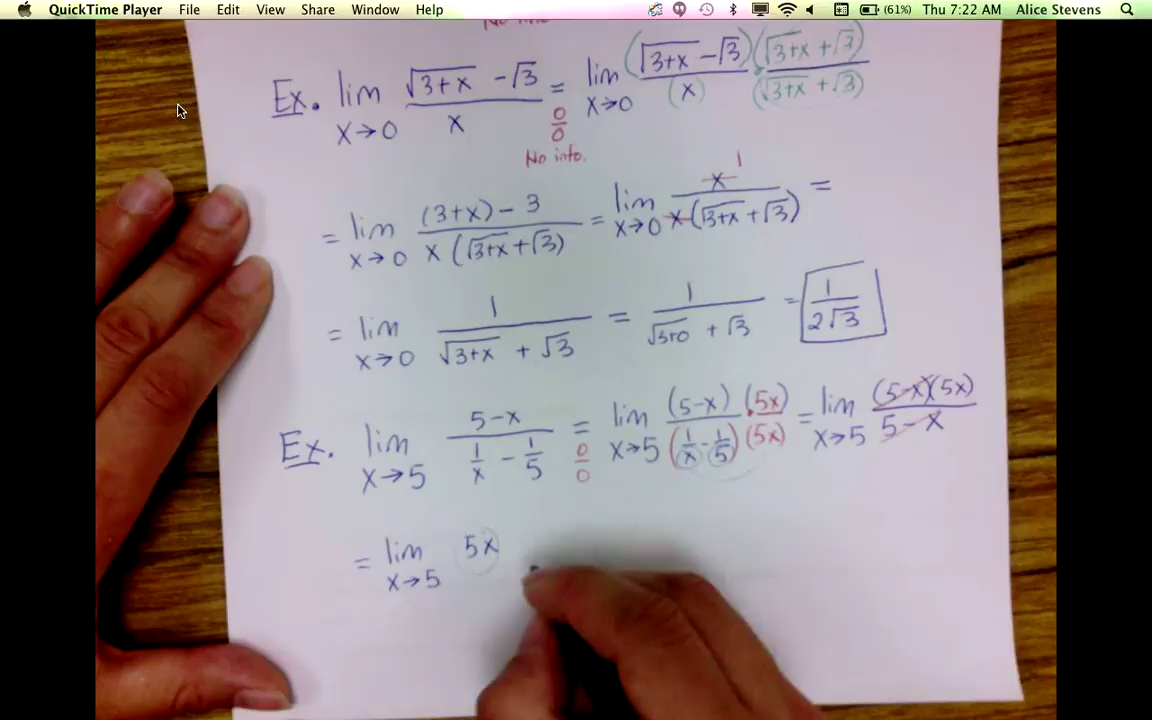 QuickTime Player File Edit View Share Window Help (61%) Thu 7:22 AM Alice Stevens
Ex. lim x→0 (√(3+x) - √3)/x = 0/0 No info. lim x→0 (√(3+x) - √3)/(x) · (√(3+x) + √3)/(√(3+x) + √3)
= lim x→0 ((3+x) - 3)/(x(√(3+x) + √3)) = lim x→0 x 1/(x(√(3+x) + √3)) =
= lim x→0 1/(√(3+x) + √3) = 1/(√(3+0) + √3) = 1/(2√3)
Ex. lim x→5 (5-x)/(1/x - 1/5) = 0/0 lim x→5 (5-x)/(1/x - 1/5) · (5x)/(5x) = lim x→5 (5-x)(5x)/(5-x)
= lim x→5 5x